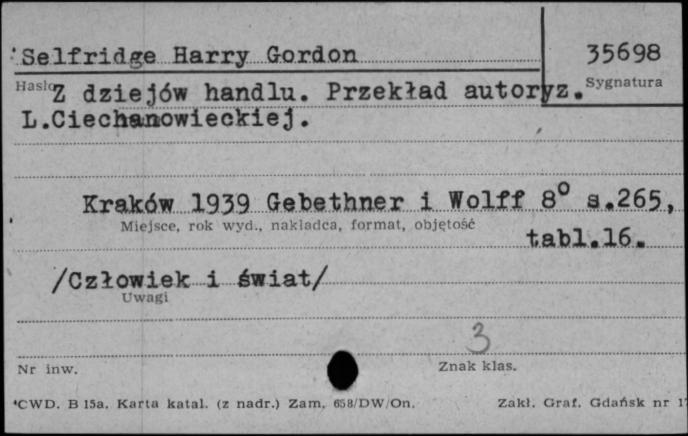 Selfridge Harry Gordon
35698
Hasło
Sygnatura
Z dziejów handlu. Przekład autoryz.
L.Ciechanowieckiej.
Kraków 1939 Gebethner i Wolff 8° s.265,
Miejsce, rok wyd., nakładca, format, objętość
tabl.16.
/Człowiek i świat/
Uwagi
3
Nr inw.
Znak klas.
CWD. B 15a. Karta katal. (z nadr.) Zam. 658/DW/On.
Zakł. Graf. Gdańsk nr